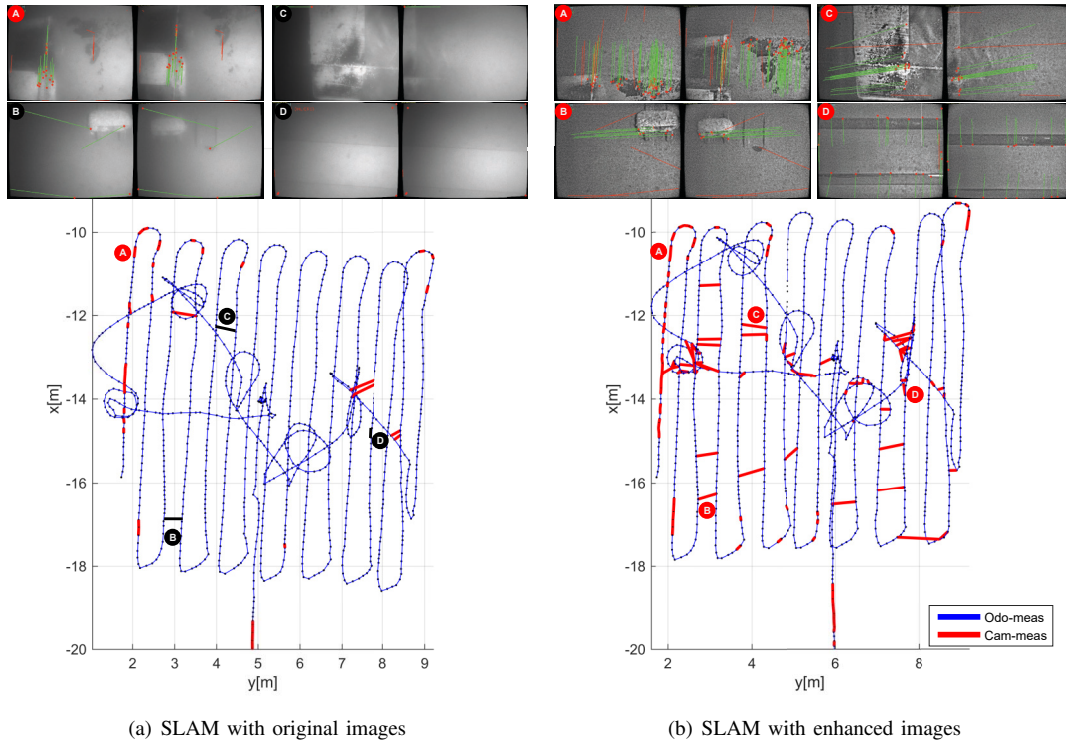 A
C
B
D
A
C
B
D
-10
-12
-14
-16
-18
-20
x[m]
A
C
D
B
2
3
4
5
6
7
8
9
y[m]
-10
-12
-14
-16
-18
-20
x[m]
A
C
D
B
Odo-meas
Cam-meas
2
4
6
8
y[m]
(a) SLAM with original images
(b) SLAM with enhanced images